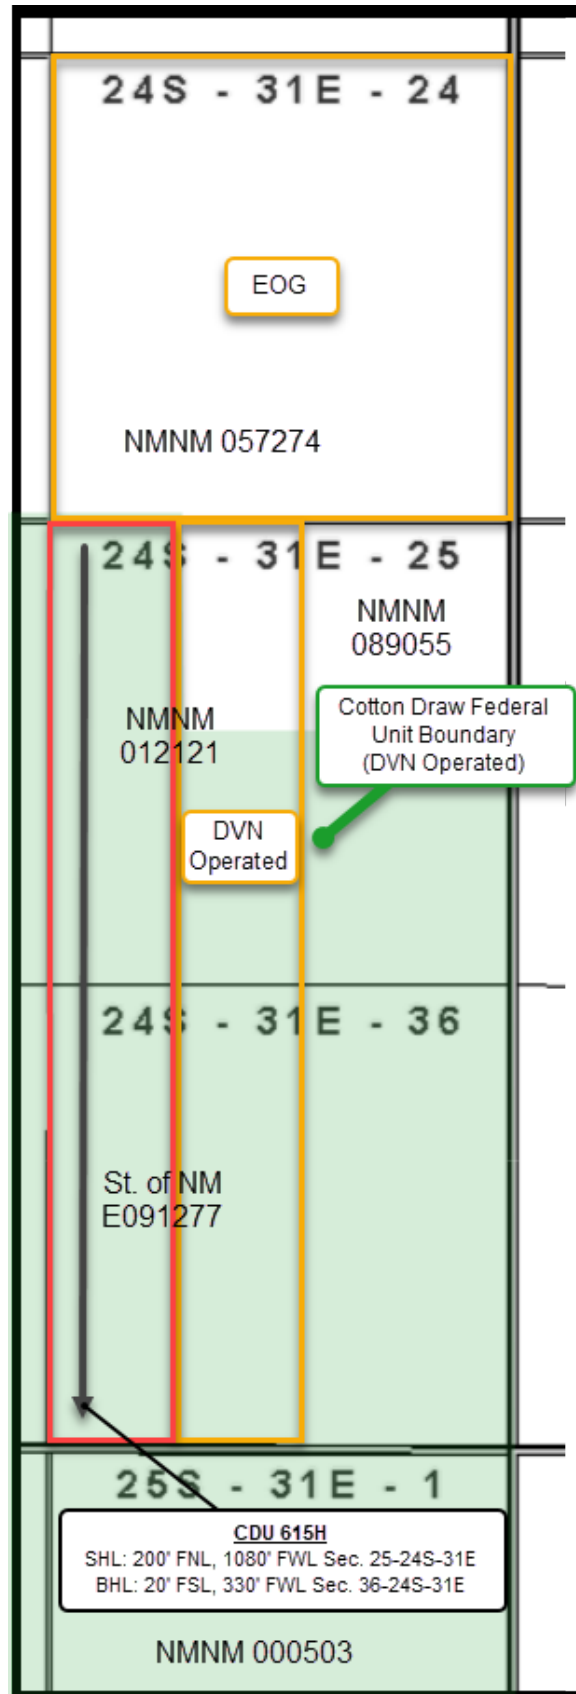 24S - 31E - 24
EOG
NMNM 057274
24S - 31E - 25
NMNM
089055
Cotton Draw Federal
Unit Boundary
(DVN Operated)
NMNM
012121
DVN
Operated
24S - 31E - 36
St. of NM
E091277
25S - 31E - 1
CDU 615H
SHL: 200' FNL, 1080' FWL Sec. 25-24S-31E
BHL: 20' FSL, 330' FWL Sec. 36-24S-31E
NMNM 000503